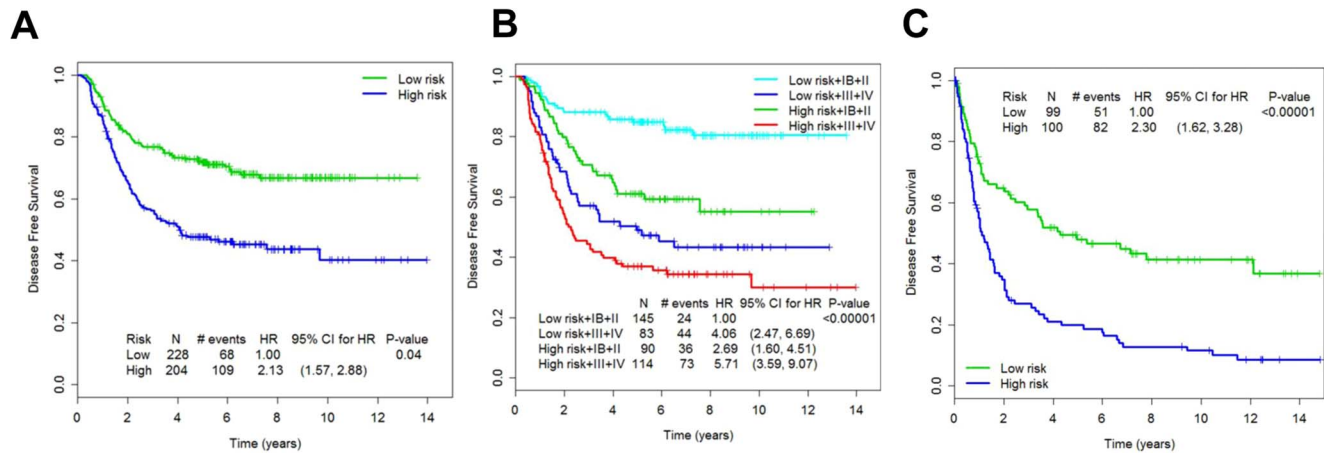 A
Low risk
High risk
1.0
0.8
0.6
0.4
0.2
0.0
Disease Free Survival
Risk N # events HR 95% CI for HR P-value
Low 228 68 1.00 0.04
High 204 109 2.13 (1.57, 2.88)
0 2 4 6 8 10 12 14
Time (years)
B
Low risk+IB+II
Low risk+III+IV
High risk+IB+II
High risk+III+IV
1.0
0.8
0.6
0.4
0.2
0.0
Disease Free Survival
N # events HR 95% CI for HR P-value
Low risk+IB+II 145 24 1.00 <0.00001
Low risk+III+IV 83 44 4.06 (2.47, 6.69)
High risk+IB+II 90 36 2.69 (1.60, 4.51)
High risk+III+IV 114 73 5.71 (3.59, 9.07)
0 2 4 6 8 10 12 14
Time (years)
C
Risk N # events HR 95% CI for HR P-value
Low 99 51 1.00 <0.00001
High 100 82 2.30 (1.62, 3.28)
1.0
0.8
0.6
0.4
0.2
0.0
Disease Free Survival
Low risk
High risk
0 2 4 6 8 10 12 14
Time (years)